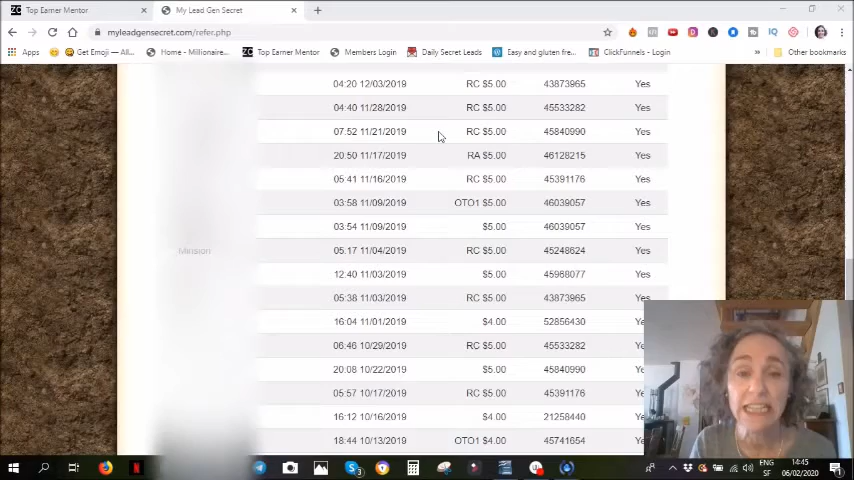 Top Earner Mentor
My Lead Gen Secret
myleadgensecret.com/refer.php
Apps Get Emoji — All... Home - Millionaire... Top Earner Mentor Members Login Daily Secret Leads Easy and gluten fre... ClickFunnels - Login » Other bookmarks
04:20 12/03/2019 RC $5.00 43873965 Yes
04:40 11/28/2019 RC $5.00 45533282 Yes
07:52 11/21/2019 RC $5.00 45840990 Yes
20:50 11/17/2019 RA $5.00 46128215 Yes
05:41 11/16/2019 RC $5.00 45391176 Yes
03:58 11/09/2019 OTO1 $5.00 46039057 Yes
03:54 11/09/2019 $5.00 46039057 Yes
05:17 11/04/2019 RC $5.00 45248624 Yes
12:40 11/03/2019 $5.00 45968077 Yes
05:38 11/03/2019 RC $5.00 43873965 Yes
16:04 11/01/2019 $4.00 52856430
06:46 10/29/2019 RC $5.00 45533282
20:08 10/22/2019 $5.00 45840990
05:57 10/17/2019 RC $5.00 45391176
16:12 10/16/2019 $4.00 21258440
18:44 10/13/2019 OTO1 $4.00 45741654
ENG 14:45
SF 06/02/2020